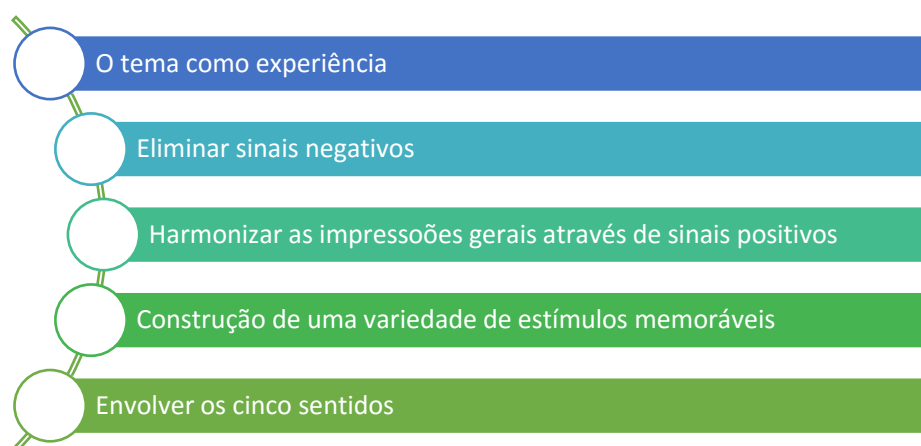 O tema como experiência
Eliminar sinais negativos
Harmonizar as impressoões gerais através de sinais positivos
Construção de uma variedade de estímulos memoráveis
Envolver os cinco sentidos